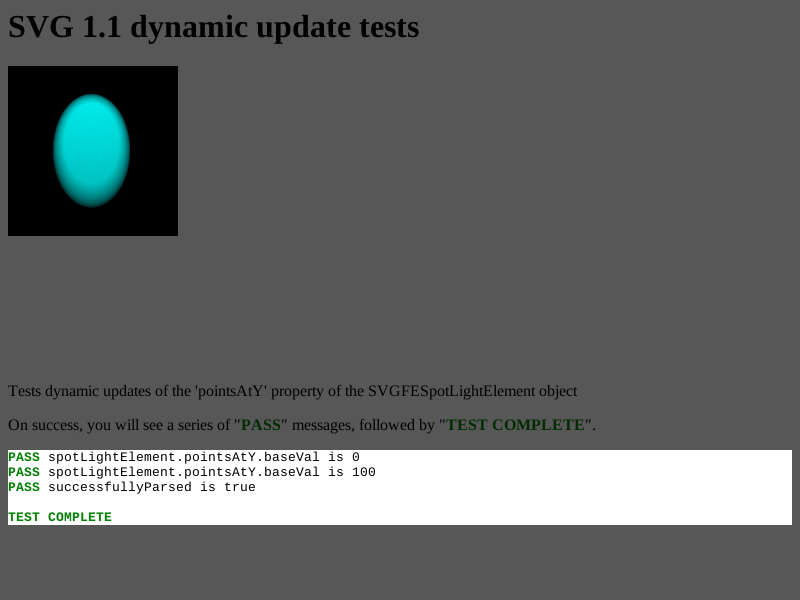 SVG 1.1 dynamic update tests
Tests dynamic updates of the 'pointsAtY' property of the SVGFESpotLightElement object
On success, you will see a series of "PASS" messages, followed by "TEST COMPLETE".
PASS spotLightElement.pointsAtY.baseVal is 0
PASS spotLightElement.pointsAtY.baseVal is 100
PASS successfullyParsed is true
TEST COMPLETE